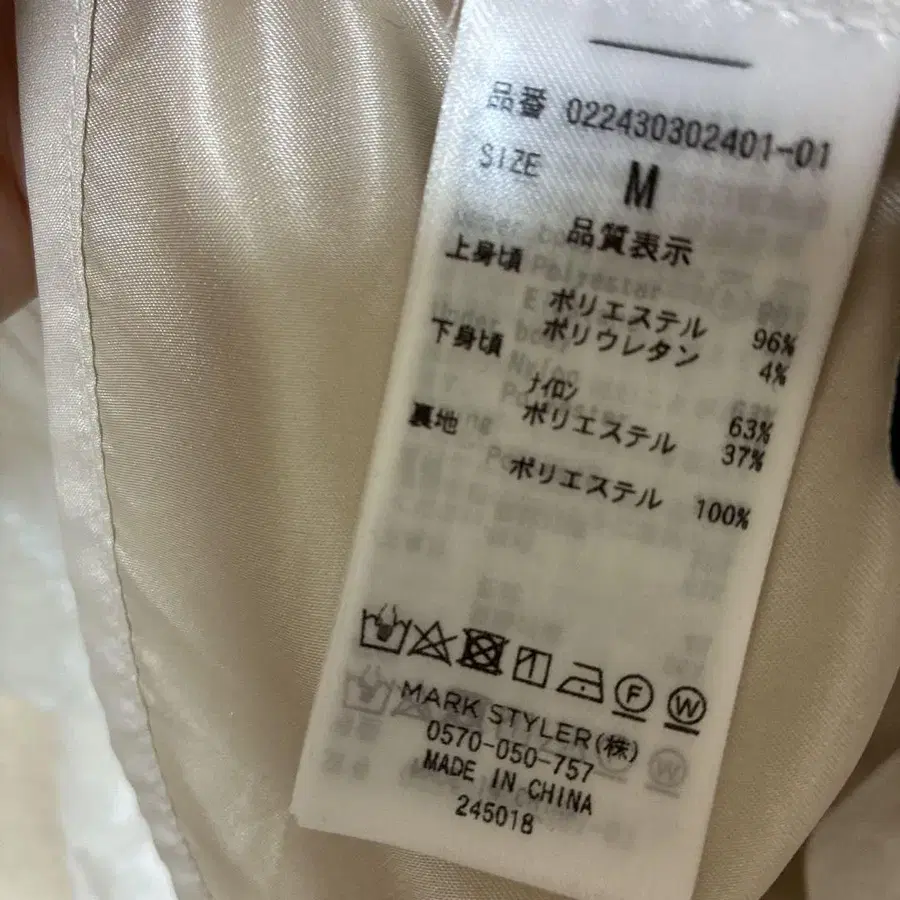 品番 022430302401-01
SIZE M
品質表示
上身頃
ポリエステル 96%
ポリウレタン 4%
下身頃
ナイロン 63%
ポリエステル 37%
裏地
ポリエステル 100%
F W
MARK STYLER(株)
0570-050-757
MADE IN CHINA
245018